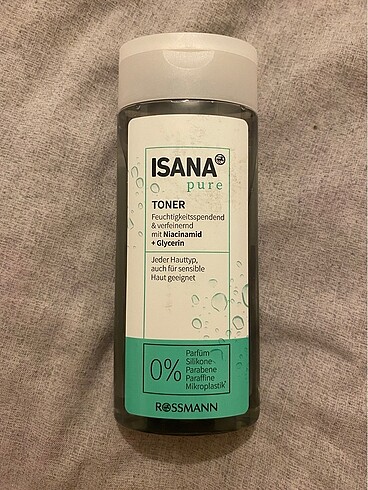 ISANA
pure
TONER
Feuchtigkeitsspendend
& verfeinernd
mit Niacinamid
+ Glycerin
Jeder Hauttyp,
auch für sensible
Haut geeignet
0%
Parfüm
Silikone
Parabene
Paraffine
Mikroplastik*
ROSSMANN